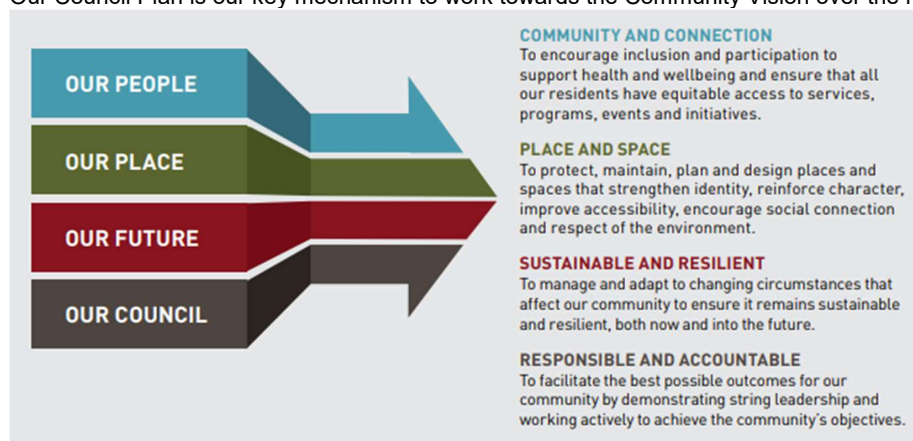 Our Council Plan is our key mechanism to work towards the Community Vision over the
OUR PEOPLE
OUR PLACE
OUR FUTURE
OUR COUNCIL
COMMUNITY AND CONNECTION
To encourage inclusion and participation to
support health and wellbeing and ensure that all
our residents have equitable access to services,
programs, events and initiatives.
PLACE AND SPACE
To protect, maintain, plan and design places and
spaces that strengthen identity, reinforce character,
improve accessibility, encourage social connection
and respect of the environment.
SUSTAINABLE AND RESILIENT
To manage and adapt to changing circumstances that
affect our community to ensure it remains sustainable
and resilient, both now and into the future.
RESPONSIBLE AND ACCOUNTABLE
To facilitate the best possible outcomes for our
community by demonstrating string leadership and
working actively to achieve the community's objectives.